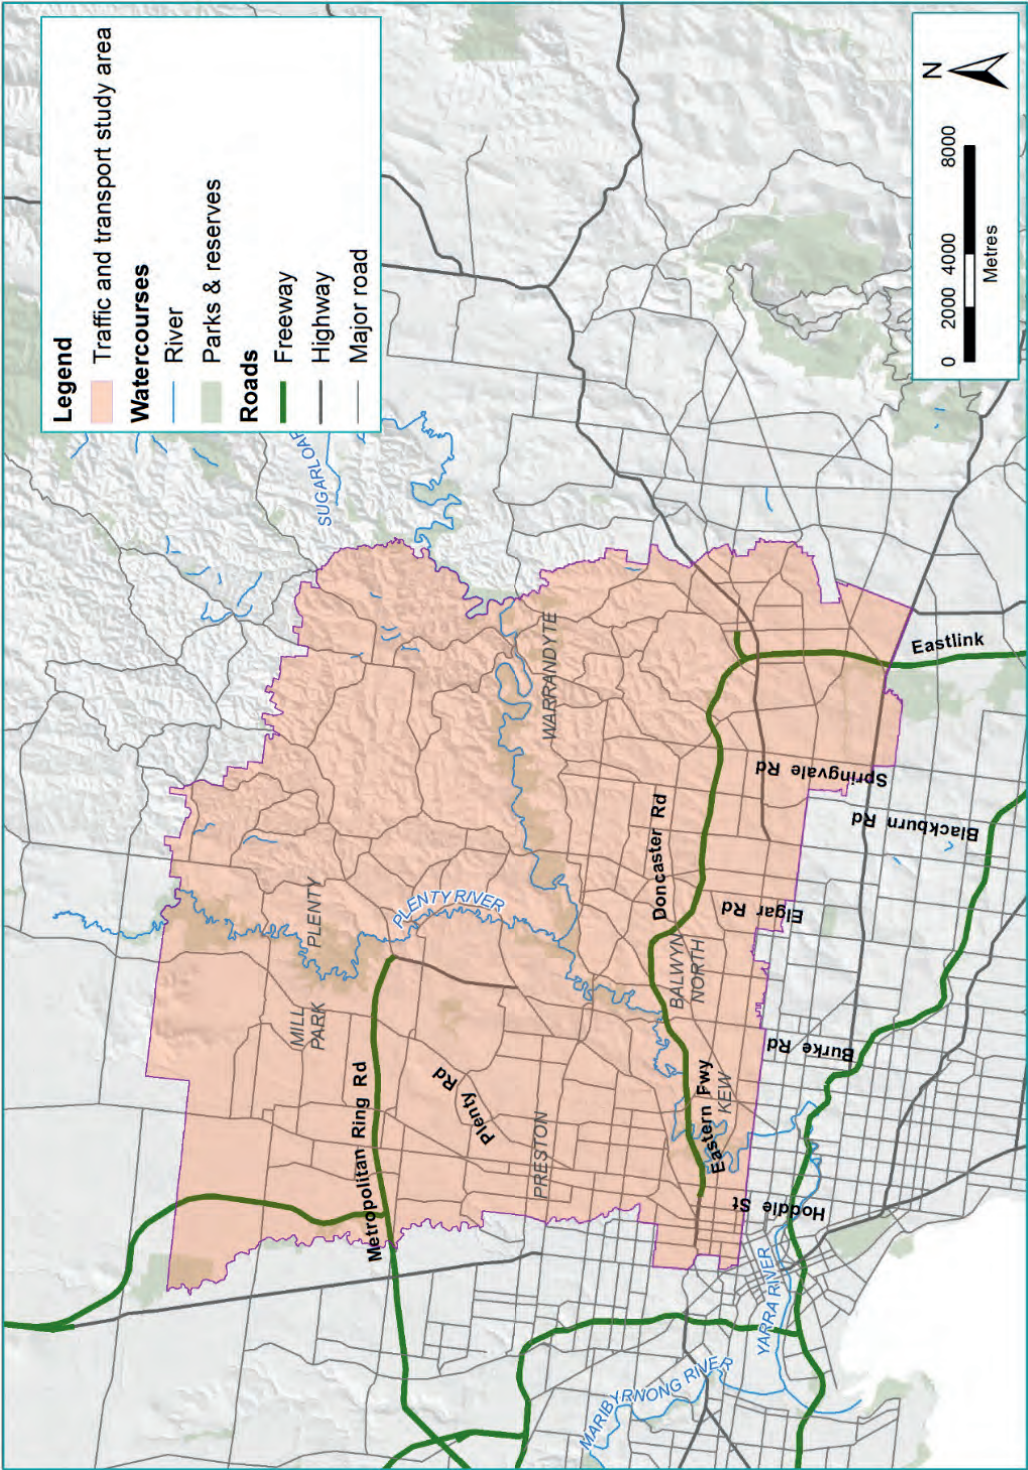 Legend
Traffic and transport study area
Watercourses
River
Parks & reserves
Roads
Freeway
Highway
Major road
N
0 2000 4000 8000
Metres
SUGARLOAF
WARRANDYTE
PLENTY
PLENTY RIVER
MILL
PARK
Metropolitan Ring Rd
Plenty Rd
PRESTON
Doncaster Rd
BALWYN
NORTH
Eastern Fwy
KEW
Eastlink
Springvale Rd
Blackburn Rd
Elgar Rd
Burke Rd
Hoddle St
YARRA RIVER
MARIBYRNONG RIVER